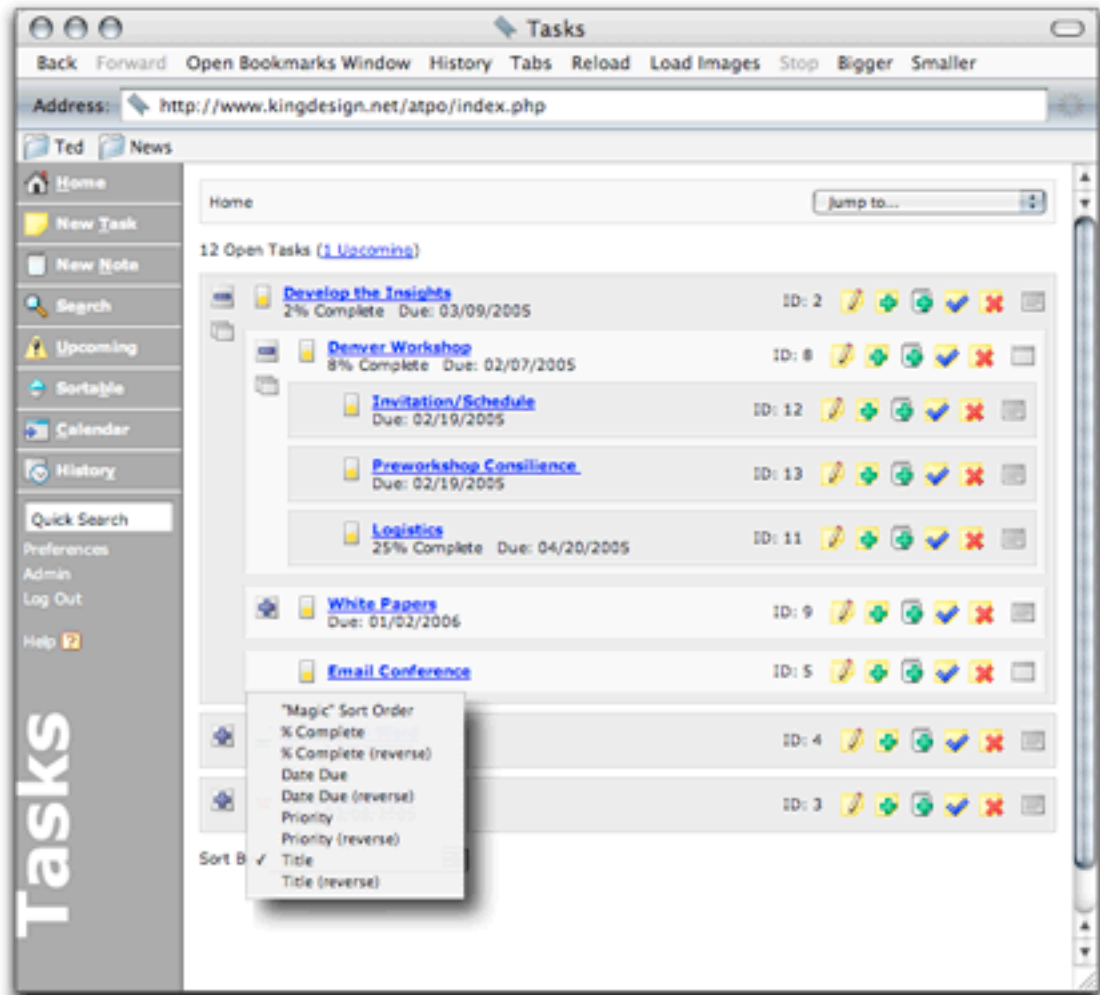 Tasks
Back Forward Open Bookmarks Window History Tabs Reload Load Images Stop Bigger Smaller
Address: http://www.kingdesign.net/atpo/index.php
Ted News
Home
New Task
New Note
Search
Upcoming
Sortable
Calendar
History
Quick Search
Preferences
Admin
Log Out
Help ?
Tasks
Home Jump to...
12 Open Tasks (1 Upcoming)
Develop the Insights ID: 2
2% Complete Due: 03/09/2005
Denver Workshop ID: 8
8% Complete Due: 02/07/2005
Invitation/Schedule ID: 12
Due: 02/19/2005
Preworkshop Consilience ID: 13
Due: 02/19/2005
Logistics ID: 11
25% Complete Due: 04/20/2005
White Papers ID: 9
Due: 01/02/2006
Email Conference ID: 5
ID: 4
ID: 3
Sort B
"Magic" Sort Order
% Complete
% Complete (reverse)
Date Due
Date Due (reverse)
Priority
Priority (reverse)
✓ Title
Title (reverse)